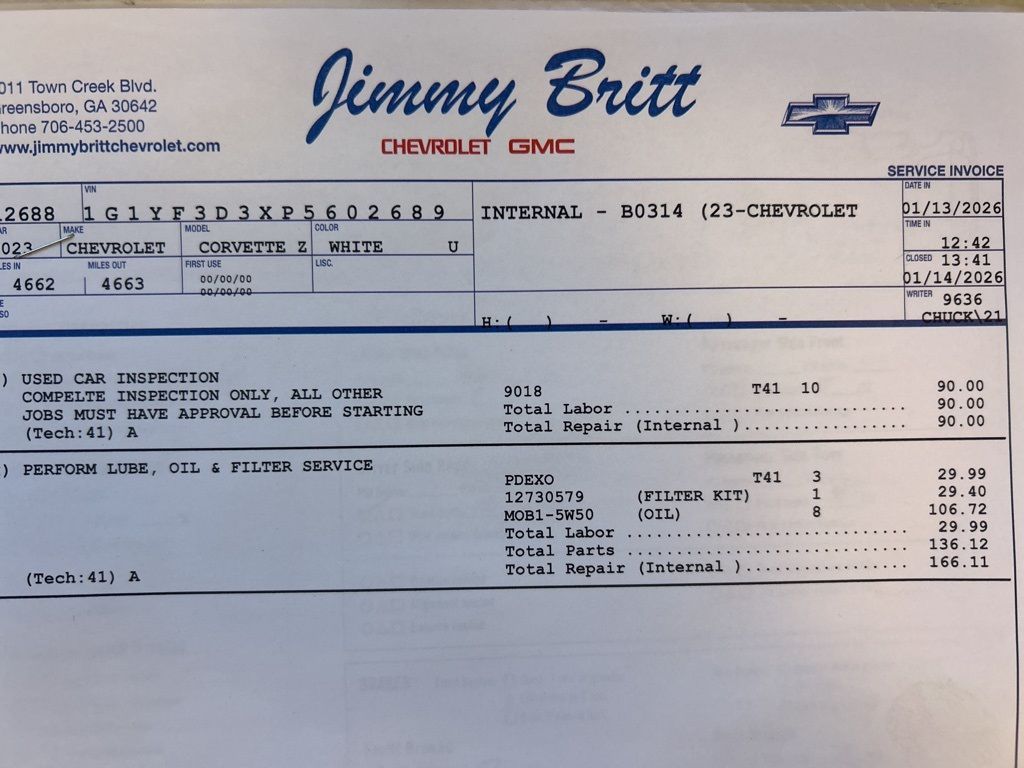 011 Town Creek Blvd.
reensboro, GA 30642
hone 706-453-2500
www.jimmybrittchevrolet.com
Jimmy Britt
CHEVROLET GMC
SERVICE INVOICE
VIN
DATE IN
2688 1G1YF3D3XP5602689 INTERNAL - B0314 (23-CHEVROLET 01/13/2026
AR MAKE MODEL COLOR TIME IN
023 CHEVROLET CORVETTE Z WHITE U 12:42
LES IN MILES OUT FIRST USE LISC. CLOSED 13:41
4662 4663 00/00/00 01/14/2026
00/00/00
WRITER 9636
E
SO
H:( ) - W:( ) - CHUCK\21
) USED CAR INSPECTION
COMPELTE INSPECTION ONLY, ALL OTHER 9018 T41 10 90.00
JOBS MUST HAVE APPROVAL BEFORE STARTING Total Labor .............................. 90.00
(Tech:41) A Total Repair (Internal )................. 90.00
) PERFORM LUBE, OIL & FILTER SERVICE
PDEXO T41 3 29.99
12730579 (FILTER KIT) 1 29.40
MOB1-5W50 (OIL) 8 106.72
Total Labor .............................. 29.99
Total Parts .............................. 136.12
(Tech:41) A Total Repair (Internal )................. 166.11